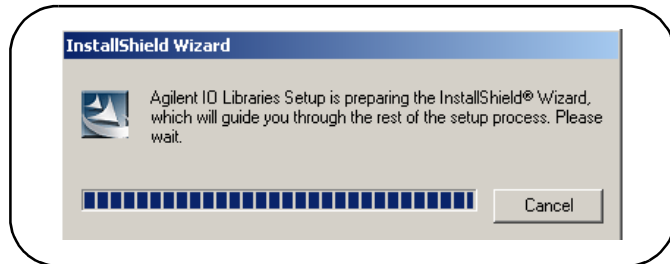 InstallShield Wizard
Agilent IO Libraries Setup is preparing the InstallShield® Wizard,
which will guide you through the rest of the setup process. Please
wait.
Cancel